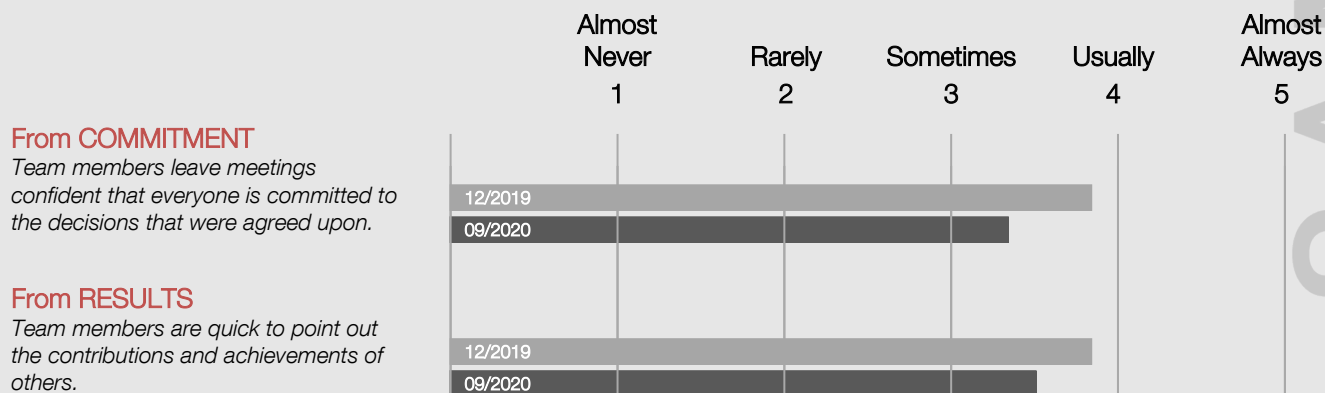 Almost Never
Rarely
Sometimes
Usually
Almost Always
1
2
3
4
5
From COMMITMENT
Team members leave meetings
confident that everyone is committed to
the decisions that were agreed upon.
12/2019
09/2020
From RESULTS
Team members are quick to point out
the contributions and achievements of
others.
12/2019
09/2020